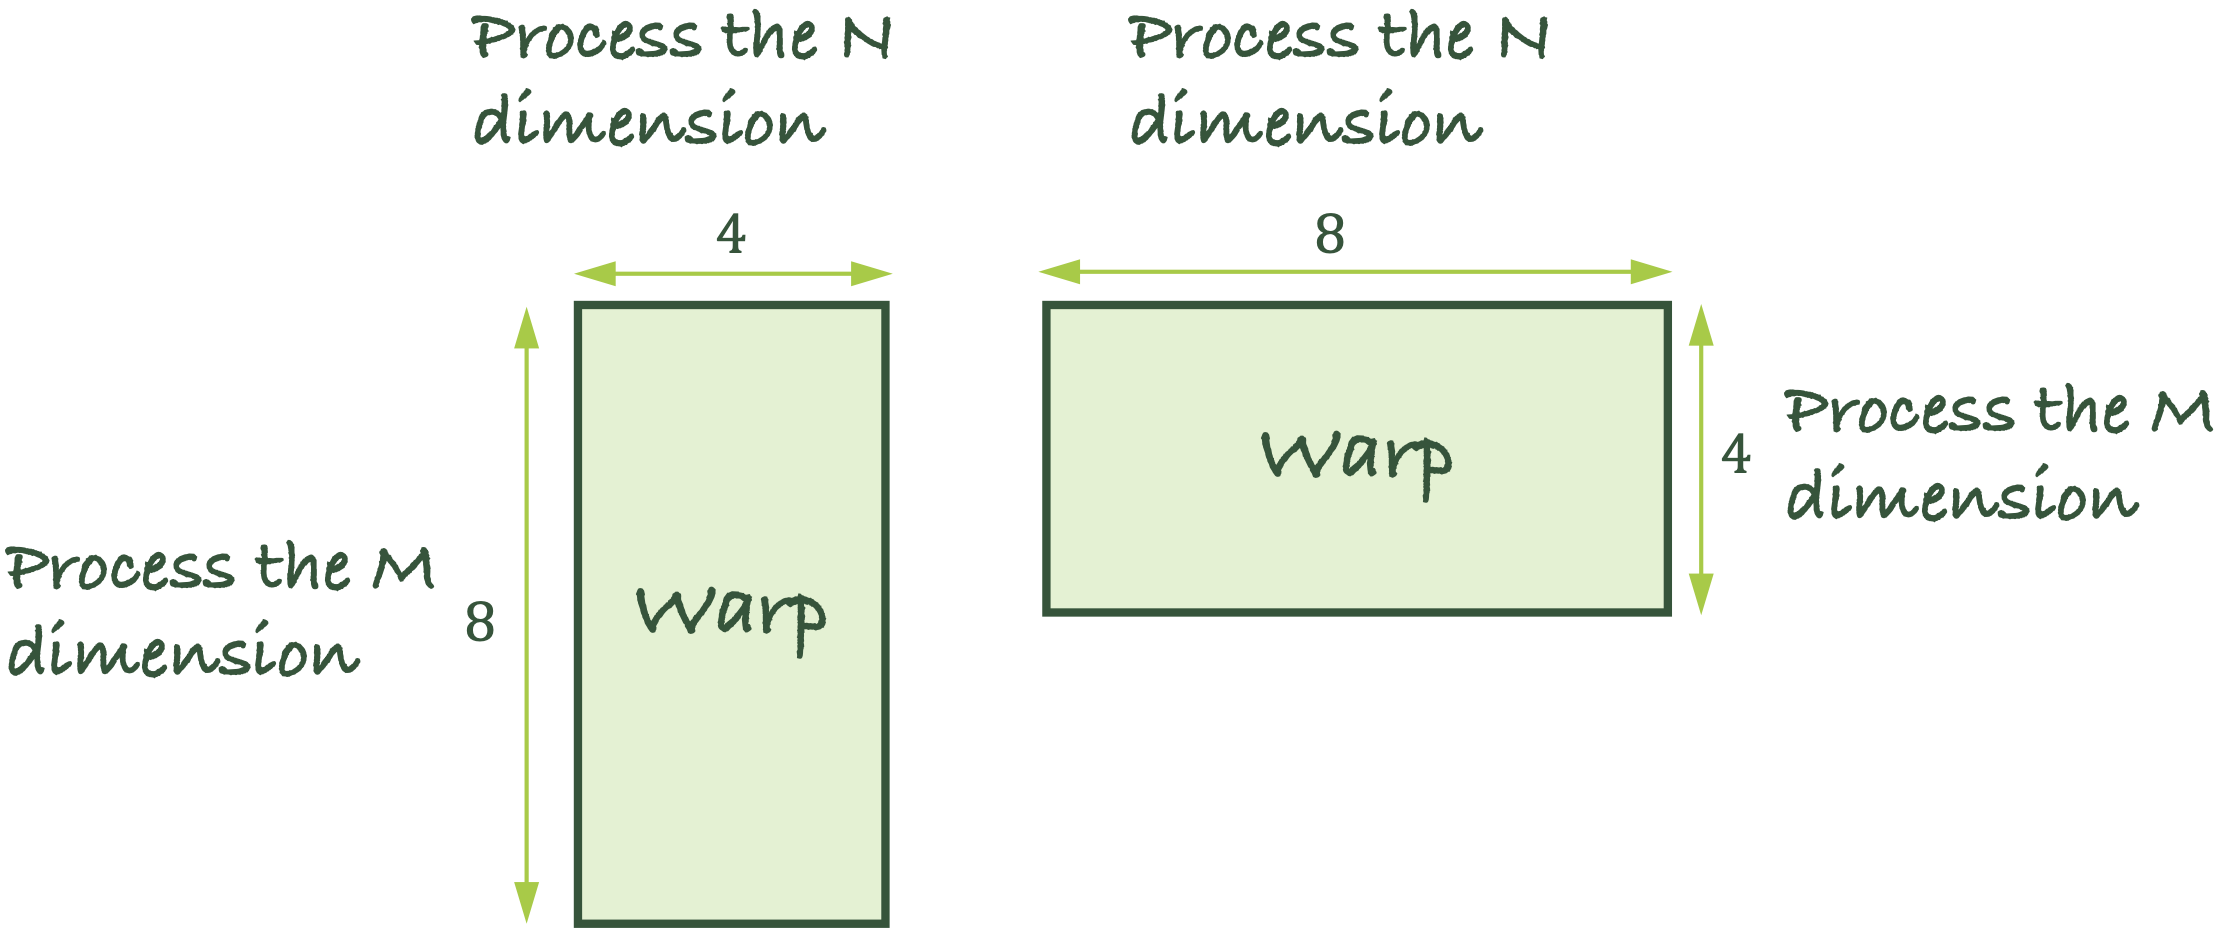 Process the N
dimension
4
Process the M
dimension
8
Warp
Process the N
dimension
8
Warp
4
Process the M
dimension